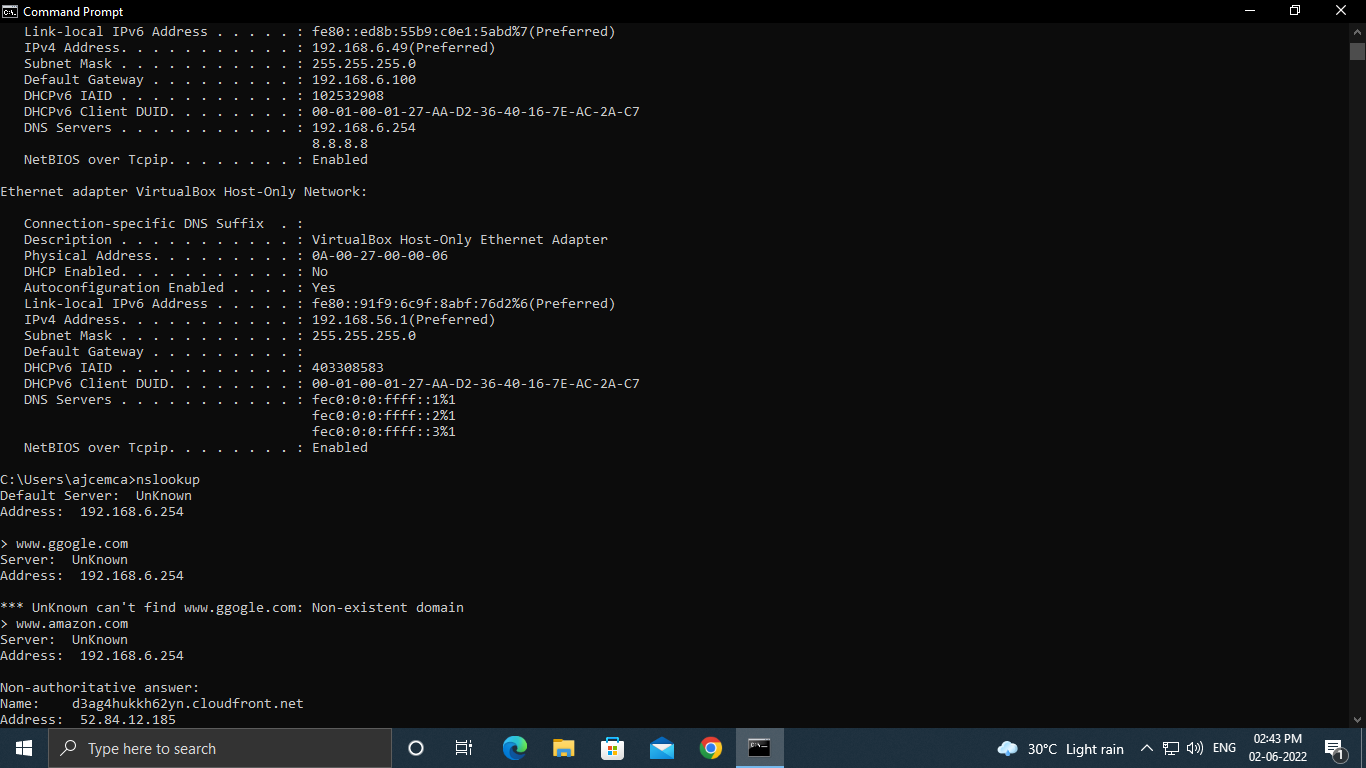 Command Prompt
Link-local IPv6 Address . . . . . : fe80::ed8b:55b9:c0e1:5abd%7(Preferred)
IPv4 Address. . . . . . . . . . . : 192.168.6.49(Preferred)
Subnet Mask . . . . . . . . . . . : 255.255.255.0
Default Gateway . . . . . . . . . : 192.168.6.100
DHCPv6 IAID . . . . . . . . . . . : 102532908
DHCPv6 Client DUID. . . . . . . . : 00-01-00-01-27-AA-D2-36-40-16-7E-AC-2A-C7
DNS Servers . . . . . . . . . . . : 192.168.6.254
8.8.8.8
NetBIOS over Tcpip. . . . . . . . : Enabled
Ethernet adapter VirtualBox Host-Only Network:
Connection-specific DNS Suffix  . :
Description . . . . . . . . . . . : VirtualBox Host-Only Ethernet Adapter
Physical Address. . . . . . . . . : 0A-00-27-00-00-06
DHCP Enabled. . . . . . . . . . . : No
Autoconfiguration Enabled . . . . : Yes
Link-local IPv6 Address . . . . . : fe80::91f9:6c9f:8abf:76d2%6(Preferred)
IPv4 Address. . . . . . . . . . . : 192.168.56.1(Preferred)
Subnet Mask . . . . . . . . . . . : 255.255.255.0
Default Gateway . . . . . . . . . :
DHCPv6 IAID . . . . . . . . . . . : 403308583
DHCPv6 Client DUID. . . . . . . . : 00-01-00-01-27-AA-D2-36-40-16-7E-AC-2A-C7
DNS Servers . . . . . . . . . . . : fec0:0:0:ffff::1%1
fec0:0:0:ffff::2%1
fec0:0:0:ffff::3%1
NetBIOS over Tcpip. . . . . . . . : Enabled
C:\Users\ajcemca>nslookup
Default Server:  UnKnown
Address:  192.168.6.254
> www.ggogle.com
Server:  UnKnown
Address:  192.168.6.254
*** UnKnown can't find www.ggogle.com: Non-existent domain
> www.amazon.com
Server:  UnKnown
Address:  192.168.6.254
Non-authoritative answer:
Name:    d3ag4hukkh62yn.cloudfront.net
Address:  52.84.12.185
Type here to search
30°C Light rain
ENG
02:43 PM
02-06-2022
1